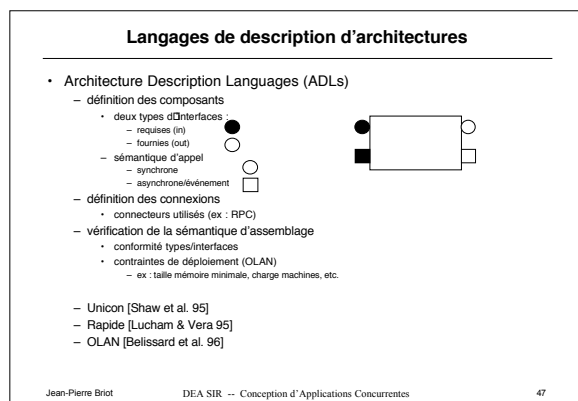 Langages de description d'architectures
• Architecture Description Languages (ADLs)
– définition des composants
• deux types d□interfaces :
– requises (in)
– fournies (out)
– sémantique d'appel
– synchrone
– asynchrone/événement
– définition des connexions
• connecteurs utilisés (ex : RPC)
– vérification de la sémantique d'assemblage
• conformité types/interfaces
• contraintes de déploiement (OLAN)
– ex : taille mémoire minimale, charge machines, etc.
– Unicon [Shaw et al. 95]
– Rapide [Lucham & Vera 95]
– OLAN [Belissard et al. 96]
Jean-Pierre Briot
DEA SIR -- Conception d'Applications Concurrentes
47